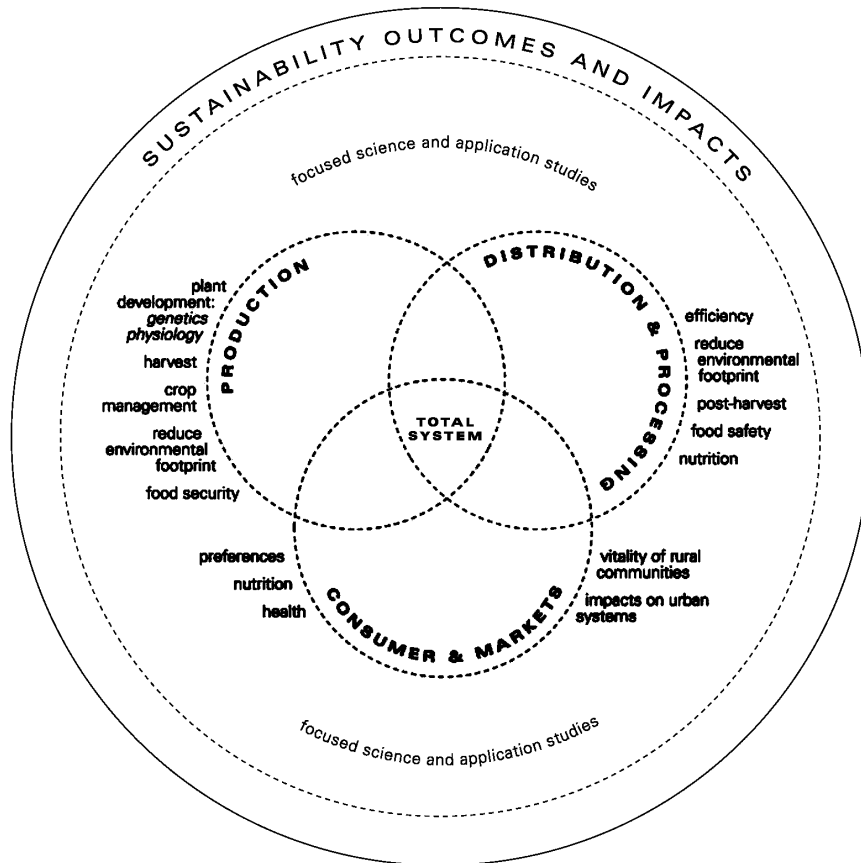 SUSTAINABILITY OUTCOMES AND IMPACTS
focused science and application studies
PRODUCTION
plant
development:
genetics
physiology
harvest
crop
management
reduce
environmental
footprint
food security
DISTRIBUTION & PROCESSING
efficiency
reduce
environmental
footprint
post-harvest
food safety
nutrition
TOTAL
SYSTEM
preferences
nutrition
health
CONSUMER & MARKETS
vitality of rural
communities
impacts on urban
systems
focused science and application studies